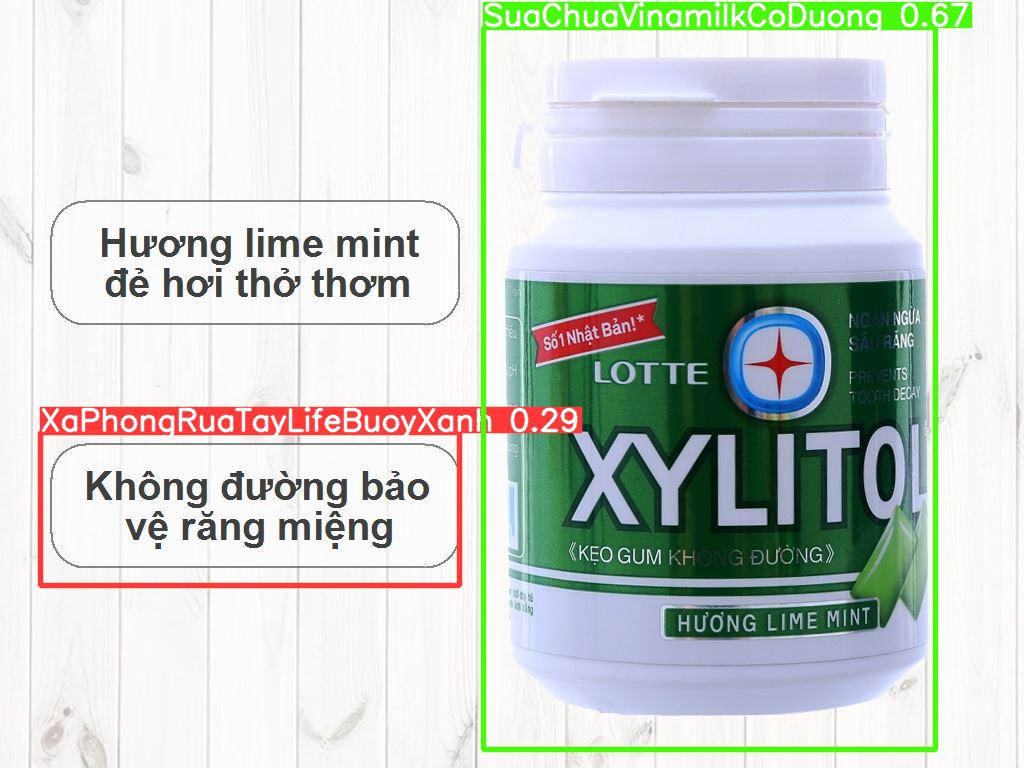 SuaChuaVinamilkCoDuong 0.67
Hương lime mint
đẻ hơi thở thơm
XaPhongRuaTayLifeBuoyXanh 0.29
Không đường bảo
vệ răng miệng
Số 1 Nhật Bản!*
LOTTE
NGĂN NGỪA
SÂU RĂNG
PREVENTS
TOOTH DECAY
XYLITOL
《KẸO GUM KHÔNG ĐƯỜNG》
HƯƠNG LIME MINT